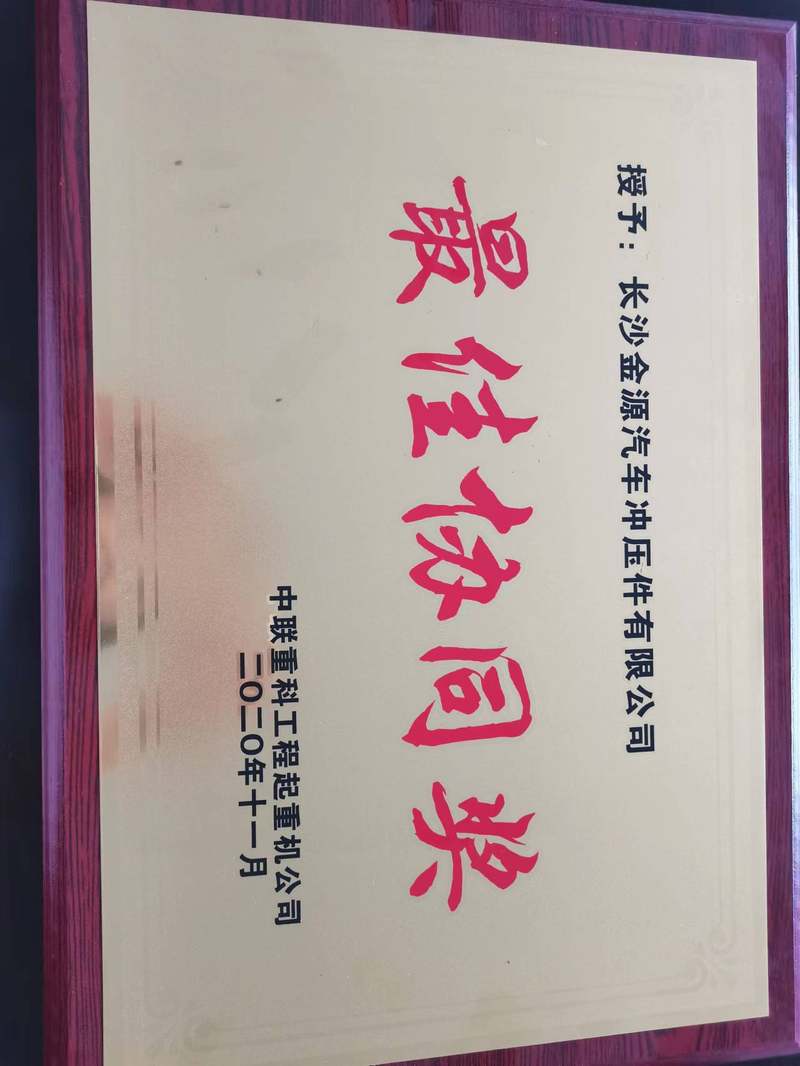 授予：长沙金源汽车冲压件有限公司
最佳协同奖
中联重科工程起重机公司
二〇二〇年十一月